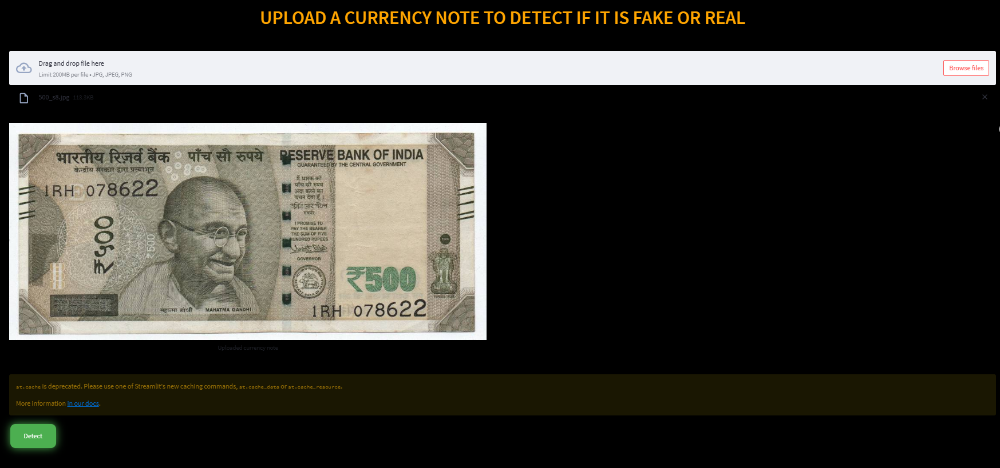 UPLOAD A CURRENCY NOTE TO DETECT IF IT IS FAKE OR REAL
Drag and drop file here
Limit 200MB per file • JPG, JPEG, PNG
Browse files
500_s8.jpg 113.3KB
भारतीय रिज़र्व बैंक
पाँच सौ रुपये
RESERVE BANK OF INDIA
केन्द्रीय सरकार द्वारा प्रत्याभूत
GUARANTEED BY THE CENTRAL GOVERNMENT
1RH 078622
मैं धारक को
पाँच सौ रुपये
अदा करने का
वचन देता हूँ ।
गवर्नर
I PROMISE TO
PAY THE BEARER
THE SUM OF FIVE
HUNDRED RUPEES
GOVERNOR
₹५००
₹500
₹500
1RH 078622
महात्मा गांधी
MAHATMA GANDHI
Uploaded currency note
st.cache is deprecated. Please use one of Streamlit's new caching commands, st.cache_data or st.cache_resource.
More information in our docs.
Detect